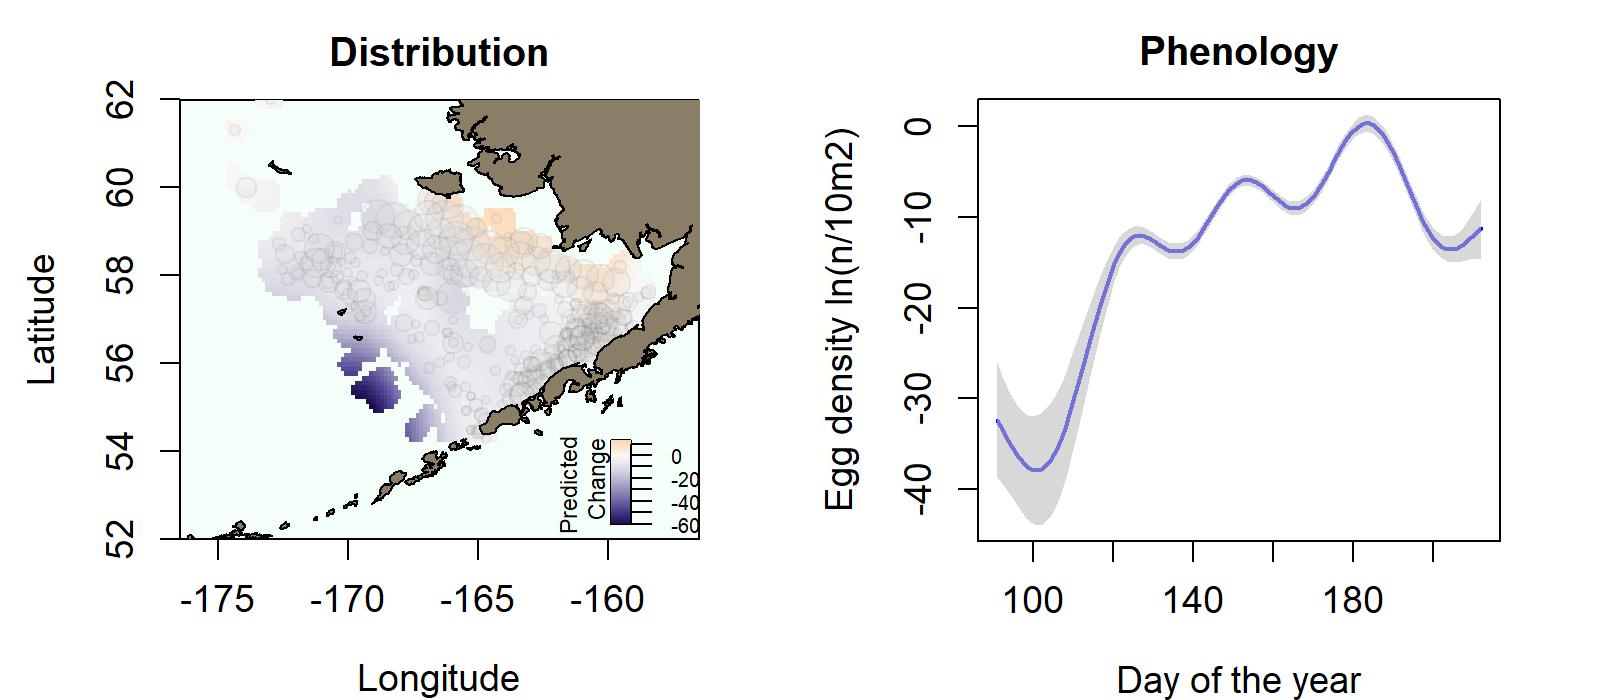 Distribution
Latitude
62
60
58
56
54
52
-175
-170
-165
-160
Longitude
Predicted
Change
0
-20
-40
-60
Phenology
Egg density ln(n/10m2)
0
-10
-20
-30
-40
100
140
180
Day of the year